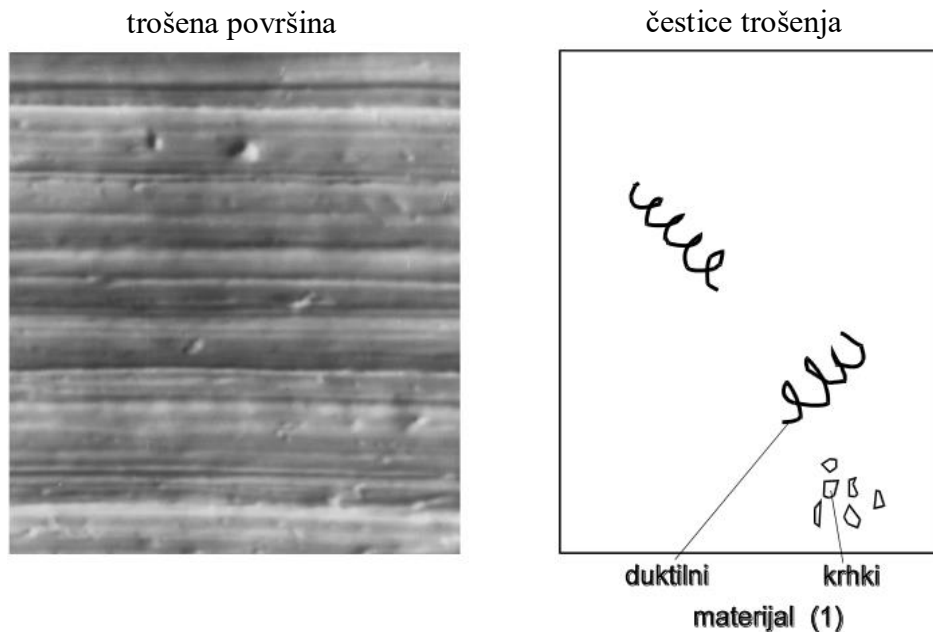 trošena površina
čestice trošenja
duktilni
krhki
materijal (1)